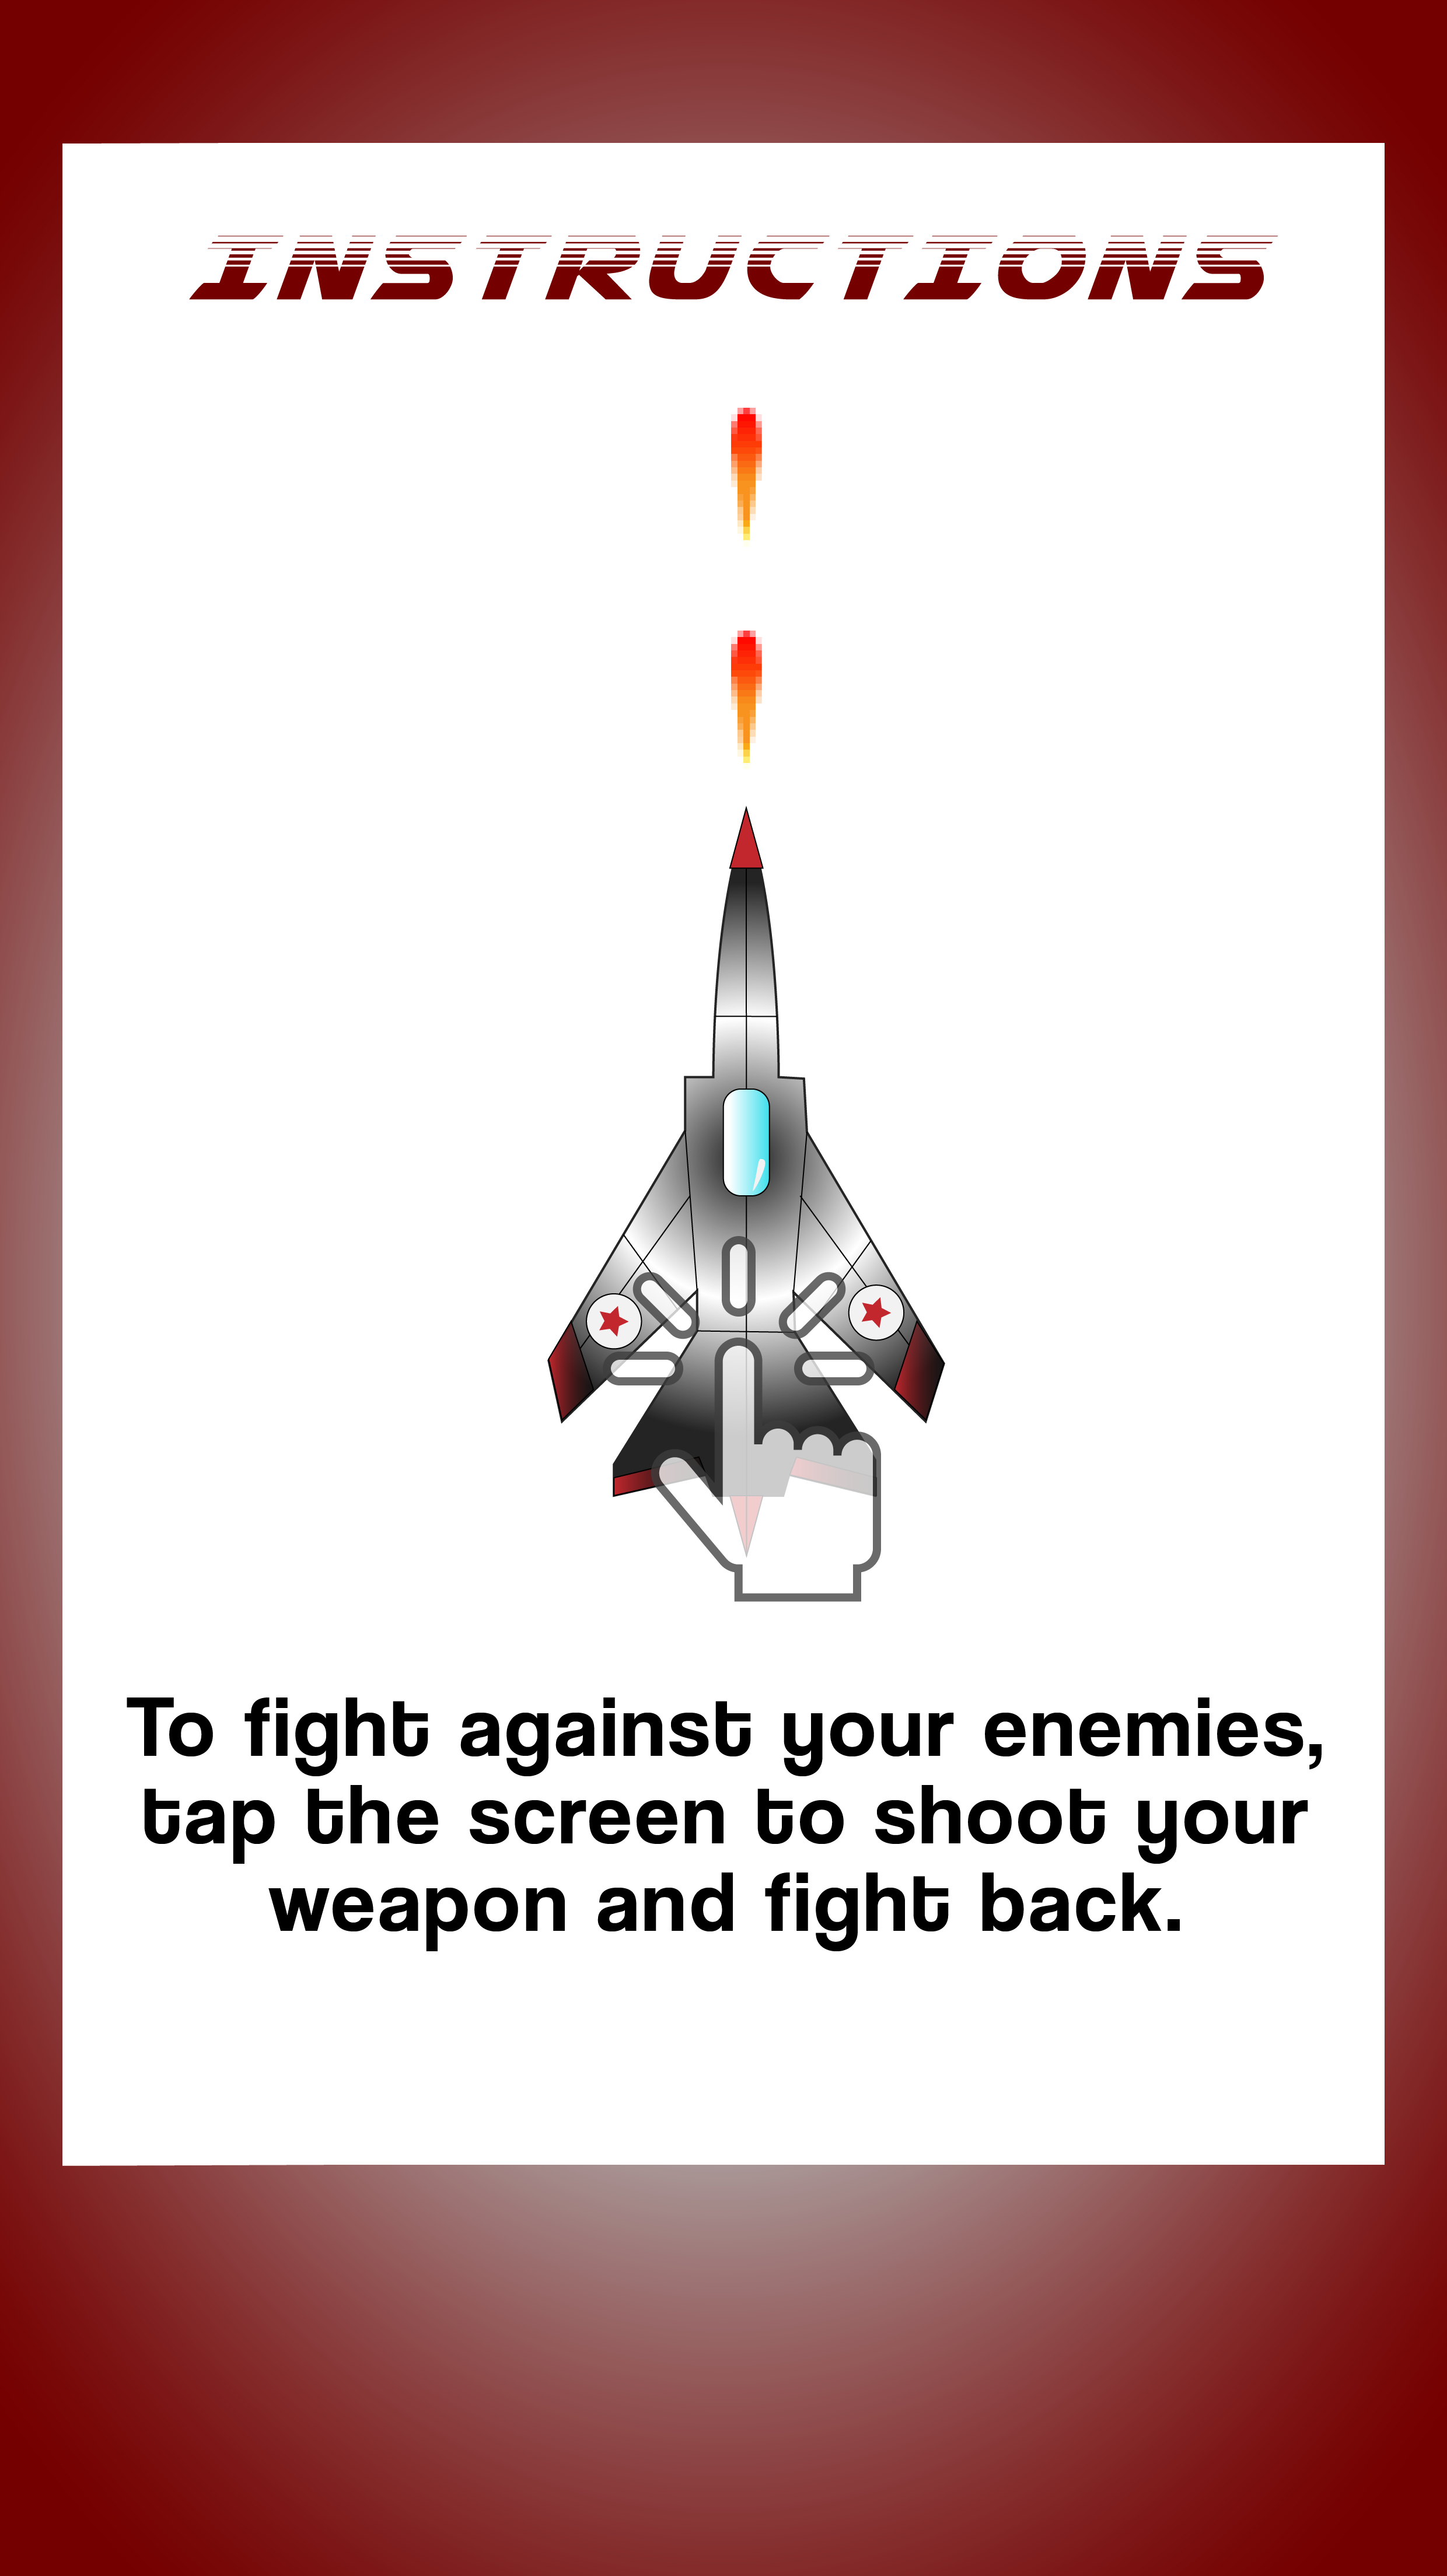 INSTRUCTIONS
To fight against your enemies,
tap the screen to shoot your
weapon and fight back.